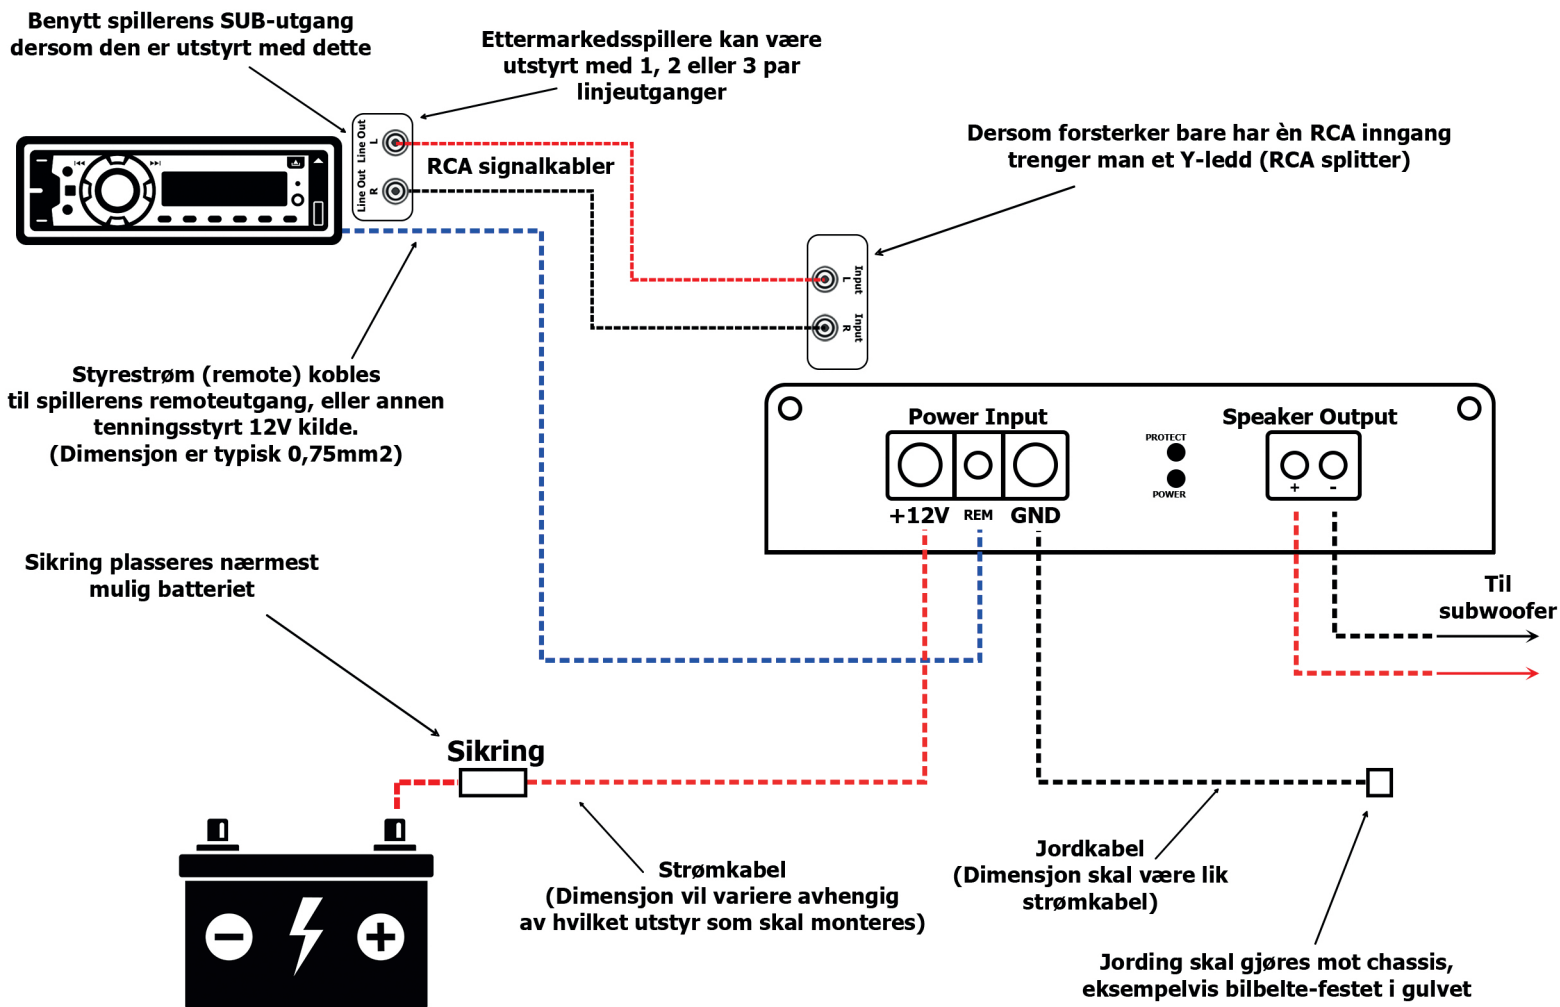 Benytt spillerens SUB-utgang
dersom den er utstyrt med dette
Ettermarkedsspillere kan være
utstyrt med 1, 2 eller 3 par
linjeutganger
Line Out
L
Line Out
R
RCA signalkabler
Dersom forsterker bare har èn RCA inngang
trenger man et Y-ledd (RCA splitter)
Input
L
Input
R
Styrestrøm (remote) kobles
til spillerens remoteutgang, eller annen
tenningsstyrt 12V kilde.
(Dimensjon er typisk 0,75mm2)
Power Input
Speaker Output
PROTECT
POWER
+ -
+12V REM GND
Sikring plasseres nærmest
mulig batteriet
Til
subwoofer
Sikring
Strømkabel
(Dimensjon vil variere avhengig
av hvilket utstyr som skal monteres)
Jordkabel
(Dimensjon skal være lik
strømkabel)
Jording skal gjøres mot chassis,
eksempelvis bilbelte-festet i gulvet